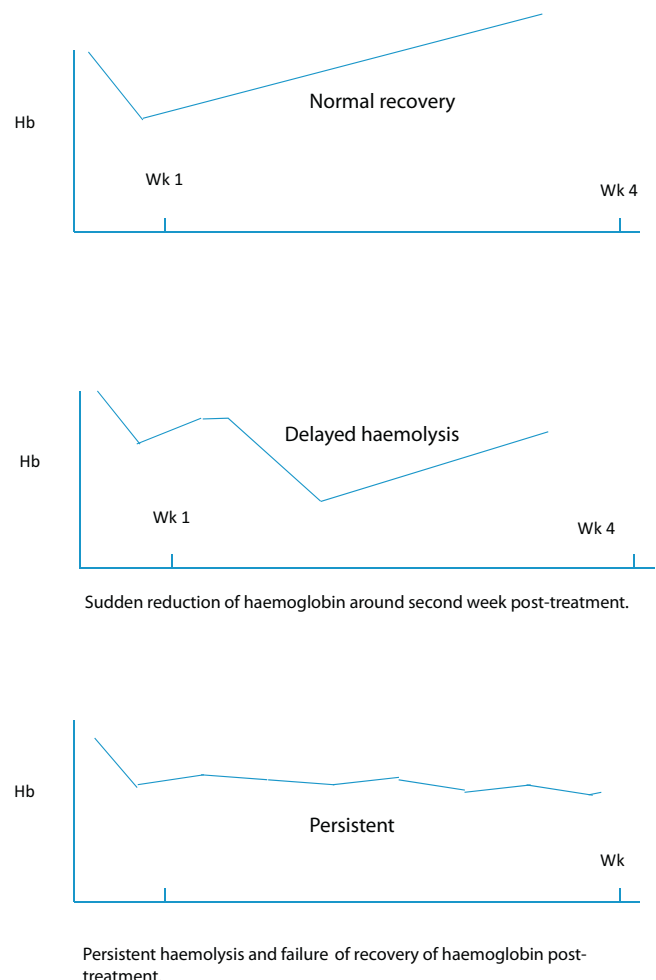 Normal recovery
Hb
Wk 1
Wk 4
Delayed haemolysis
Hb
Wk 1
Wk 4
Sudden reduction of haemoglobin around second week post-treatment.
Hb
Persistent
Wk
Persistent haemolysis and failure of recovery of haemoglobin post-
treatment